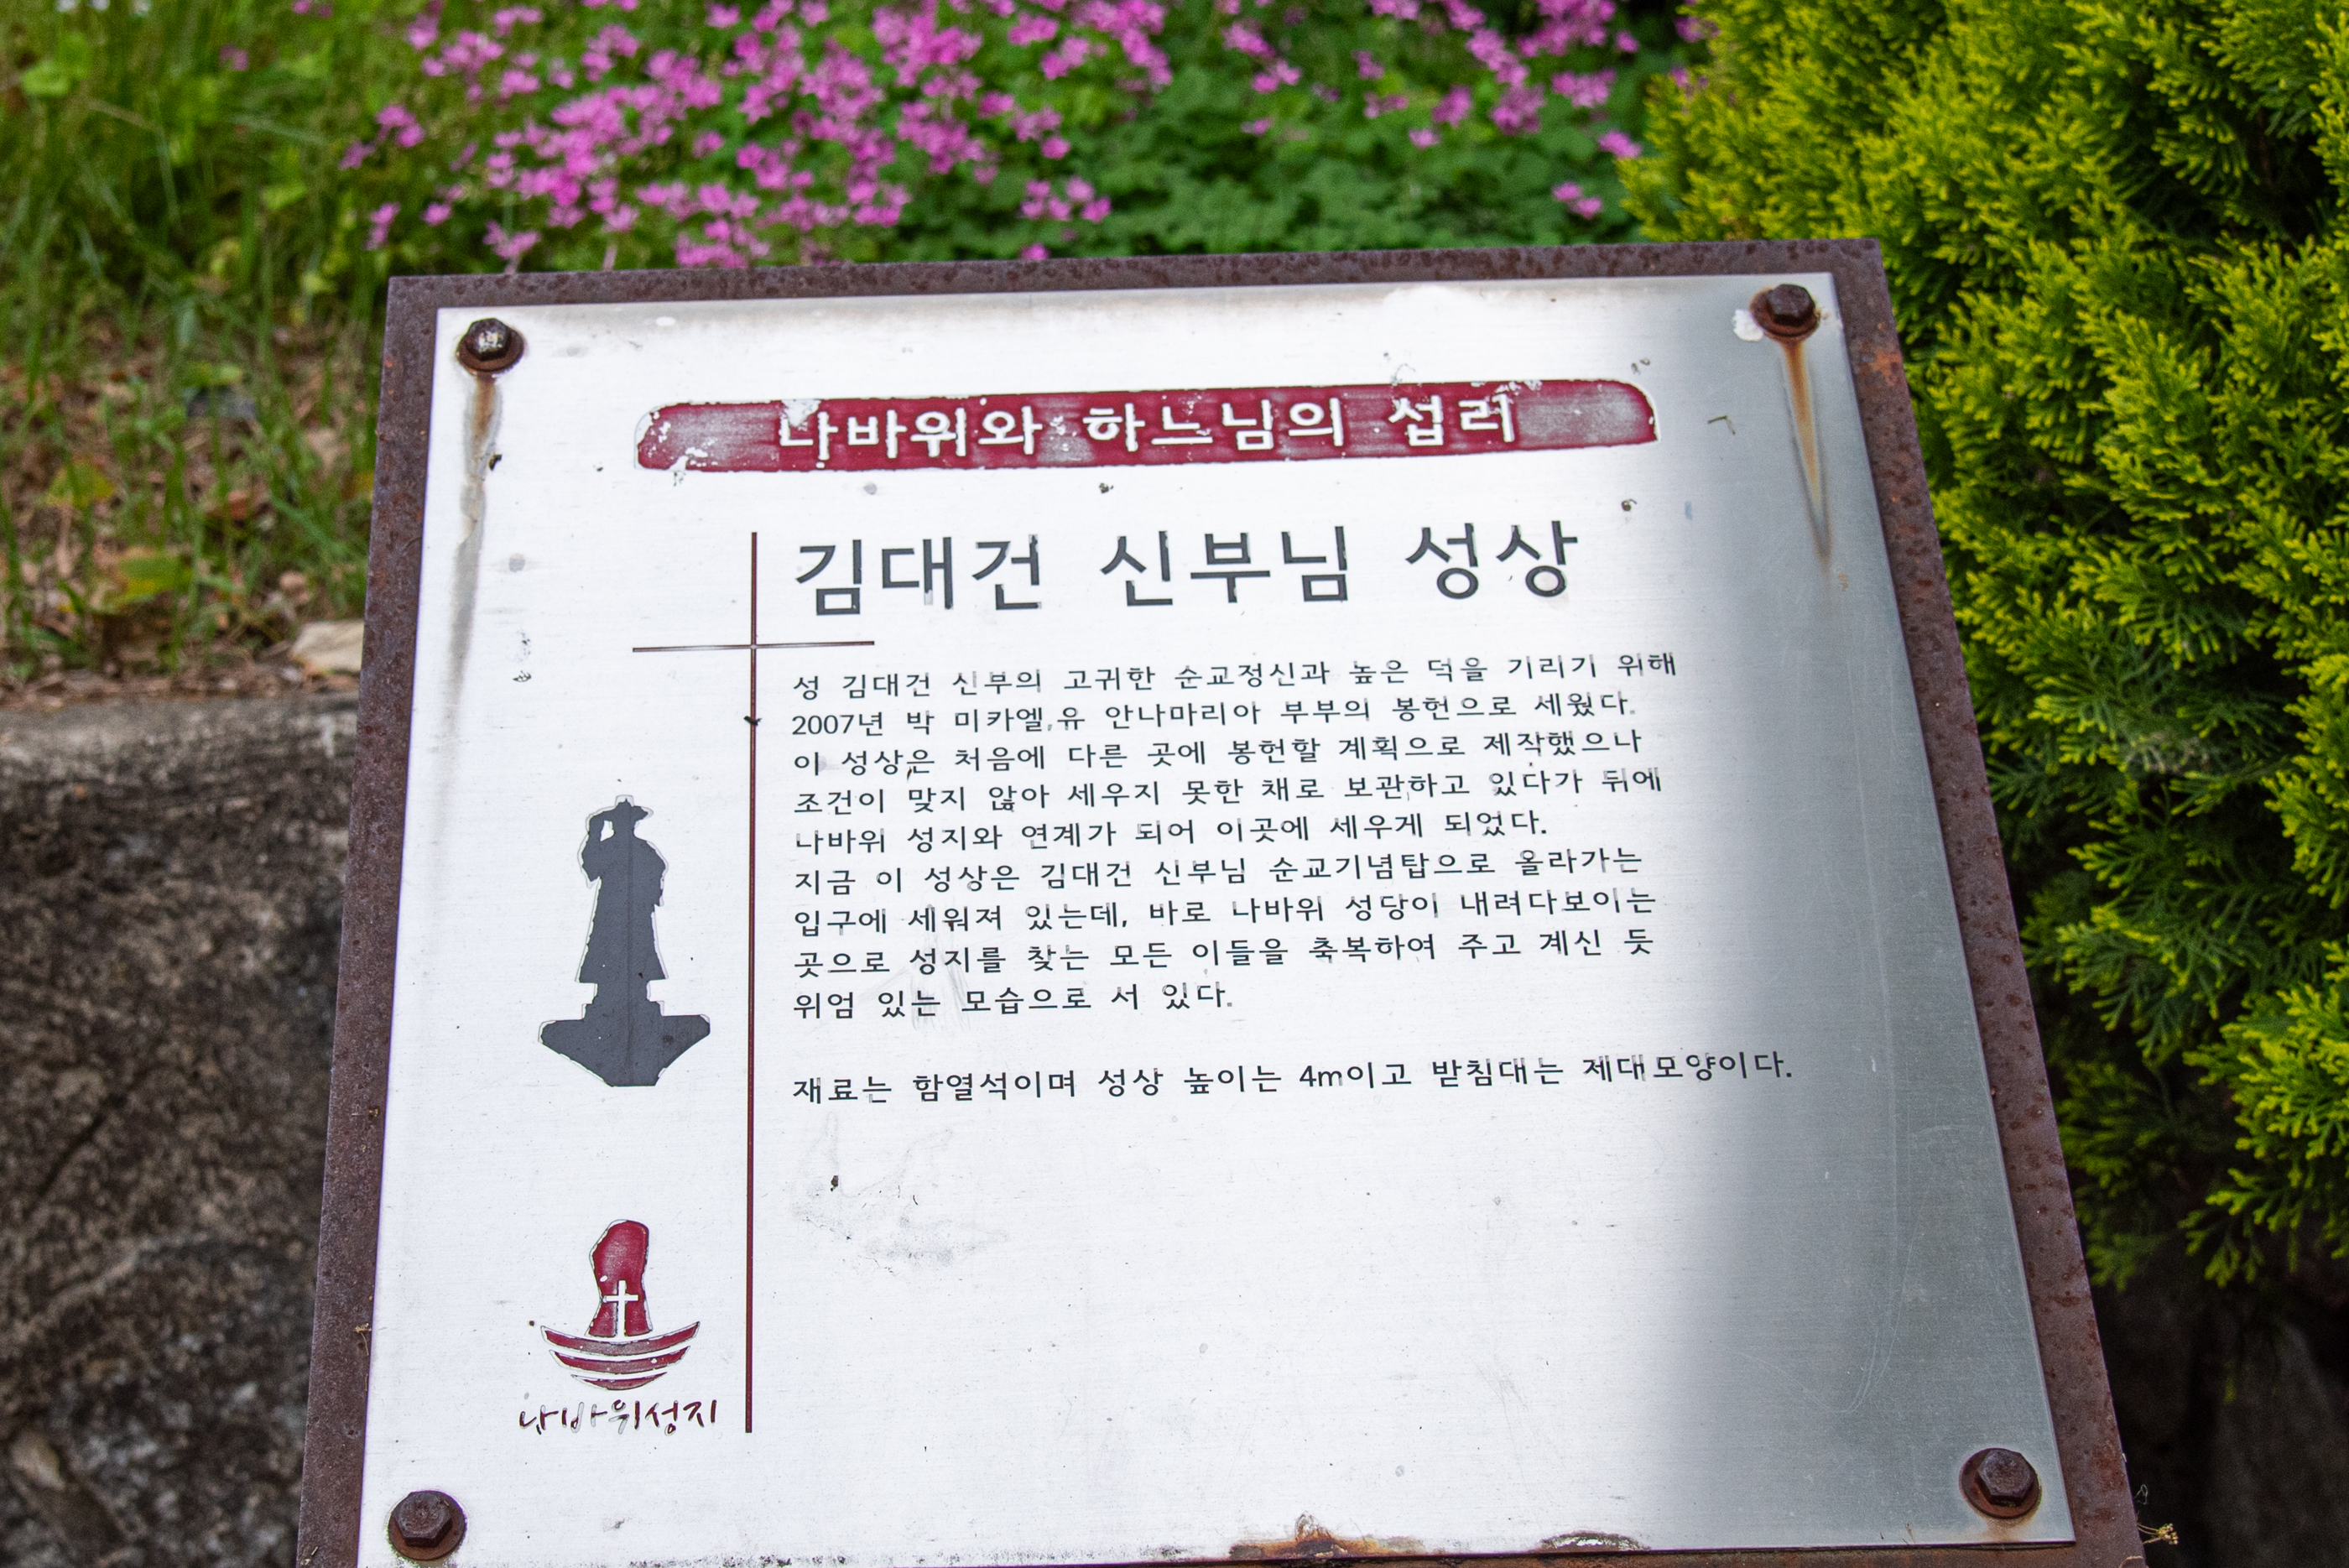 나바위와 하느님의 섭리
김대건 신부님 성상
성 김대건 신부의 고귀한 순교정신과 높은 덕을 기리기 위해
2007년 박 미카엘,유 안나마리아 부부의 봉헌으로 세웠다.
이 성상은 처음에 다른 곳에 봉헌할 계획으로 제작했으나
조건이 맞지 않아 세우지 못한 채로 보관하고 있다가 뒤에
나바위 성지와 연계가 되어 이곳에 세우게 되었다.
지금 이 성상은 김대건 신부님 순교기념탑으로 올라가는
입구에 세워져 있는데, 바로 나바위 성당이 내려다보이는
곳으로 성지를 찾는 모든 이들을 축복하여 주고 계신 듯
위엄 있는 모습으로 서 있다.
재료는 함열석이며 성상 높이는 4m이고 받침대는 제대모양이다.
나바위성지